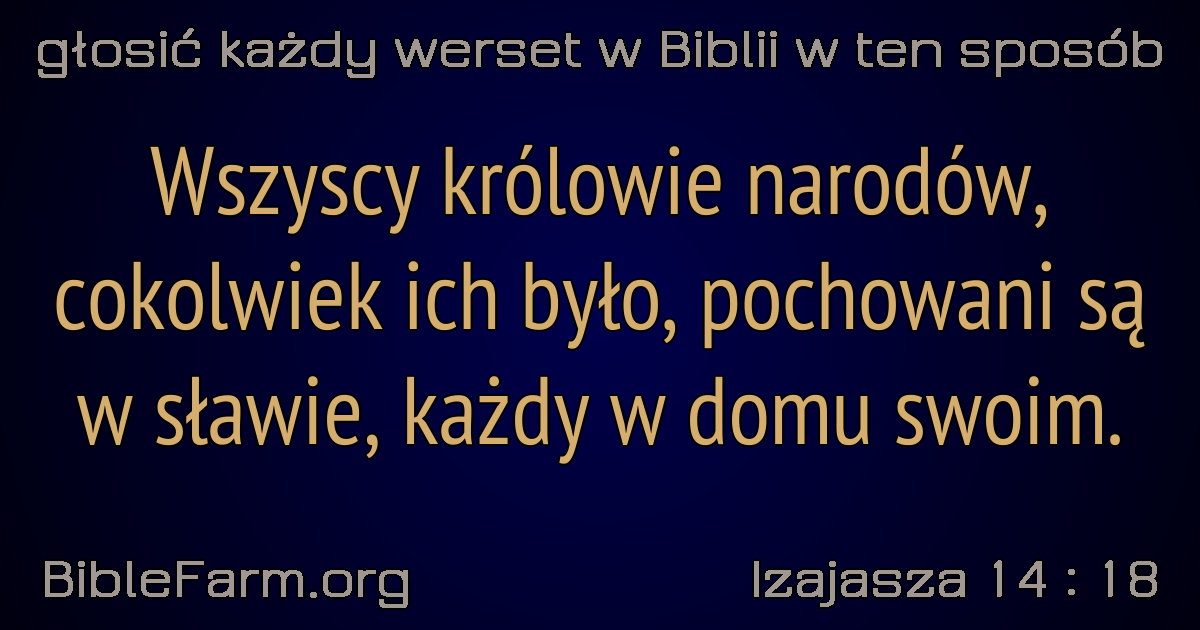 głosić każdy werset w Biblii w ten sposób
Wszyscy królowie narodów,
cokolwiek ich było, pochowani są
w sławie, każdy w domu swoim.
BibleFarm.org
Izajasza 14 : 18